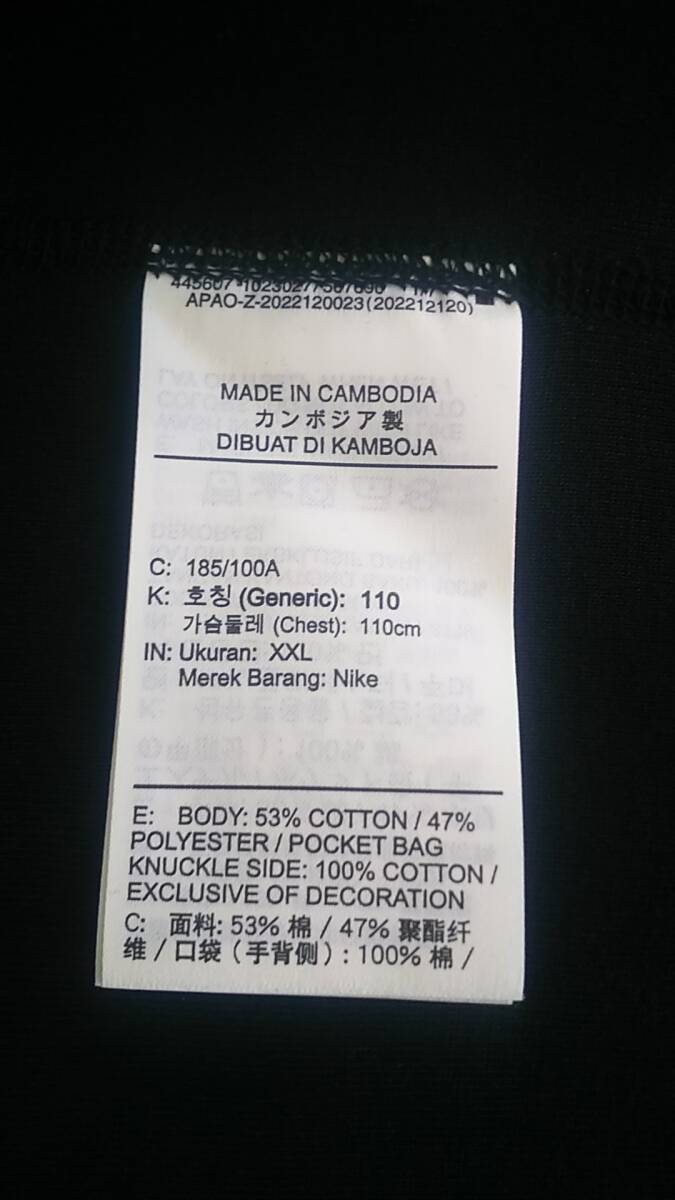 APAO-Z-2022120023(202212120)
MADE IN CAMBODIA
カンボジア製
DIBUAT DI KAMBOJA
C: 185/100A
K: 호칭 (Generic): 110
가슴둘레 (Chest): 110cm
IN: Ukuran: XXL
Merek Barang: Nike
E: BODY: 53% COTTON / 47%
POLYESTER / POCKET BAG
KNUCKLE SIDE: 100% COTTON /
EXCLUSIVE OF DECORATION
C: 面料: 53% 棉 / 47% 聚酯纤
维 / 口袋 (手背侧) : 100% 棉 /